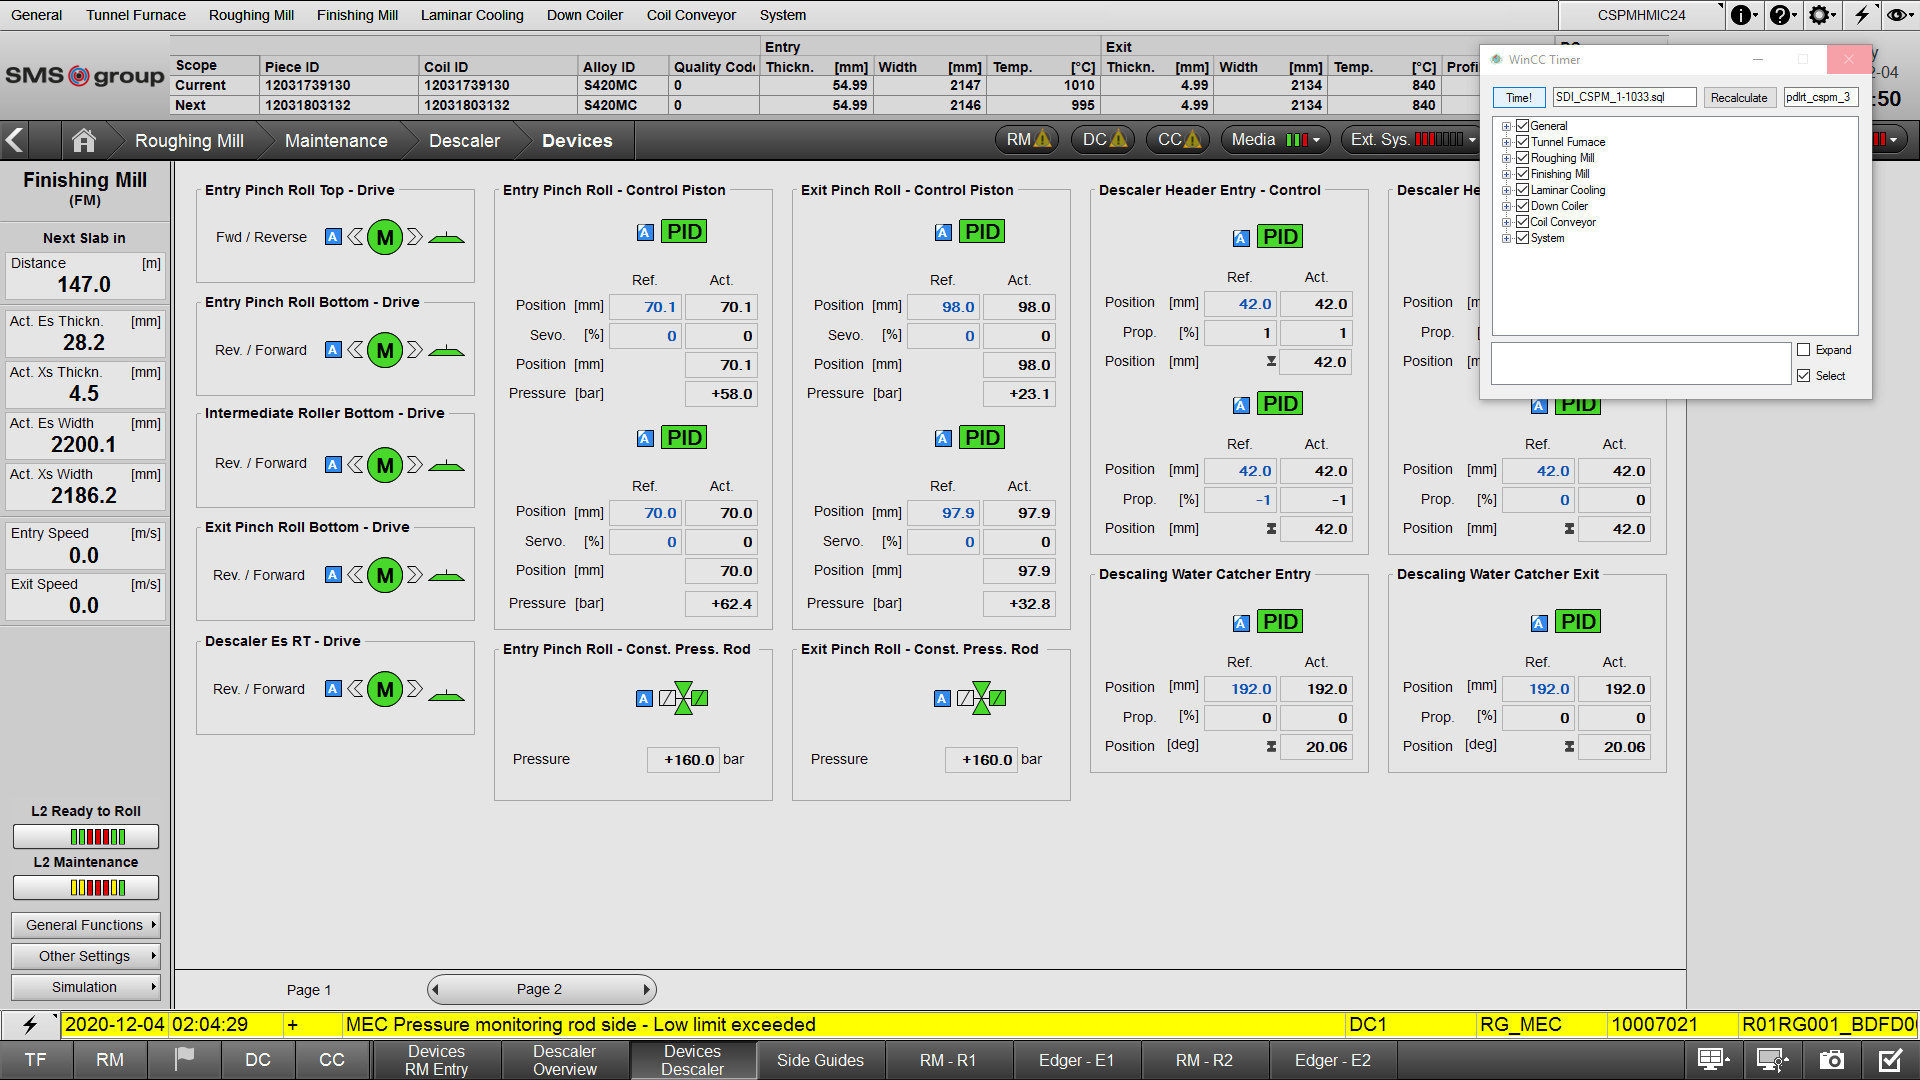 General Tunnel Furnace Roughing Mill Finishing Mill Laminar Cooling Down Coiler Coil Conveyor System CSPMHMIC24
SMS group
Entry Exit
Scope Piece ID Coil ID Alloy ID Quality Code Thickn. [mm] Width [mm] Temp. [°C] Thickn. [mm] Width [mm] Temp. [°C]
Current 12031739130 12031739130 S420MC 0 54.99 2147 1010 4.99 2134 840
Next 12031803132 12031803132 S420MC 0 54.99 2146 995 4.99 2134 840
-04
:50
Roughing Mill Maintenance Descaler Devices RM DC CC Media Ext. Sys.
WinCC Timer
Time! SDI_CSPM_1-1033.sql Recalculate pdlrt_cspm_3
General
Tunnel Furnace
Roughing Mill
Finishing Mill
Laminar Cooling
Down Coiler
Coil Conveyor
System
Expand
Select
Finishing Mill
(FM)
Next Slab in
Distance [m]
147.0
Act. Es Thickn. [mm]
28.2
Act. Xs Thickn. [mm]
4.5
Act. Es Width [mm]
2200.1
Act. Xs Width [mm]
2186.2
Entry Speed [m/s]
0.0
Exit Speed [m/s]
0.0
L2 Ready to Roll
L2 Maintenance
General Functions
Other Settings
Simulation
Entry Pinch Roll Top - Drive
Fwd / Reverse A M
Entry Pinch Roll Bottom - Drive
Rev. / Forward A M
Intermediate Roller Bottom - Drive
Rev. / Forward A M
Exit Pinch Roll Bottom - Drive
Rev. / Forward A M
Descaler Es RT - Drive
Rev. / Forward A M
Entry Pinch Roll - Control Piston
A PID
Ref. Act.
Position [mm] 70.1 70.1
Sevo. [%] 0 0
Position [mm] 70.1
Pressure [bar] +58.0
A PID
Ref. Act.
Position [mm] 70.0 70.0
Servo. [%] 0 0
Position [mm] 70.0
Pressure [bar] +62.4
Entry Pinch Roll - Const. Press. Rod
A
Pressure +160.0 bar
Exit Pinch Roll - Control Piston
A PID
Ref. Act.
Position [mm] 98.0 98.0
Sevo. [%] 0 0
Position [mm] 98.0
Pressure [bar] +23.1
A PID
Ref. Act.
Position [mm] 97.9 97.9
Servo. [%] 0 0
Position [mm] 97.9
Pressure [bar] +32.8
Exit Pinch Roll - Const. Press. Rod
A
Pressure +160.0 bar
Descaler Header Entry - Control
A PID
Ref. Act.
Position [mm] 42.0 42.0
Prop. [%] 1 1
Position [mm] 42.0
A PID
Ref. Act.
Position [mm] 42.0 42.0
Prop. [%] -1 -1
Position [mm] 42.0
Descaling Water Catcher Entry
A PID
Ref. Act.
Position [mm] 192.0 192.0
Prop. [%] 0 0
Position [deg] 20.06
Descaler He
Position
Prop.
Position
A PID
Ref. Act.
Position [mm] 42.0 42.0
Prop. [%] 0 0
Position [mm] 42.0
Descaling Water Catcher Exit
A PID
Ref. Act.
Position [mm] 192.0 192.0
Prop. [%] 0 0
Position [deg] 20.06
Page 1 Page 2
2020-12-04 02:04:29 + MEC Pressure monitoring rod side - Low limit exceeded DC1 RG_MEC 10007021 R01RG001_BDFD0
TF RM DC CC Devices RM Entry Descaler Overview Devices Descaler Side Guides RM - R1 Edger - E1 RM - R2 Edger - E2